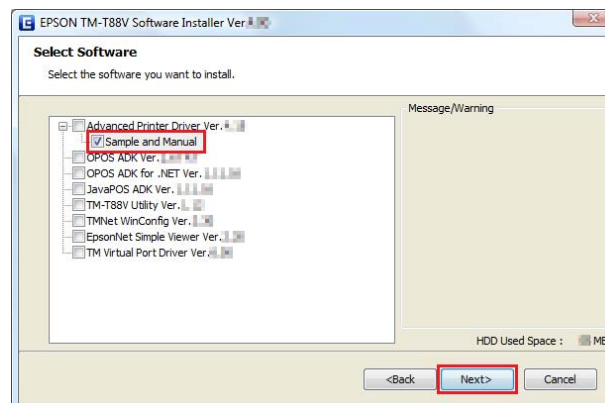 EPSON TM-T88V Software Installer Ver
Select Software
Select the software you want to install.
Message/Warning
Advanced Printer Driver Ver.
Sample and Manual
OPOS ADK Ver.
OPOS ADK for .NET Ver.
JavaPOS ADK Ver.
TM-T88V Utility Ver.
TMNet WinConfig Ver.
EpsonNet Simple Viewer Ver.
TM Virtual Port Driver Ver.
HDD Used Space :
<Back
Next>
Cancel